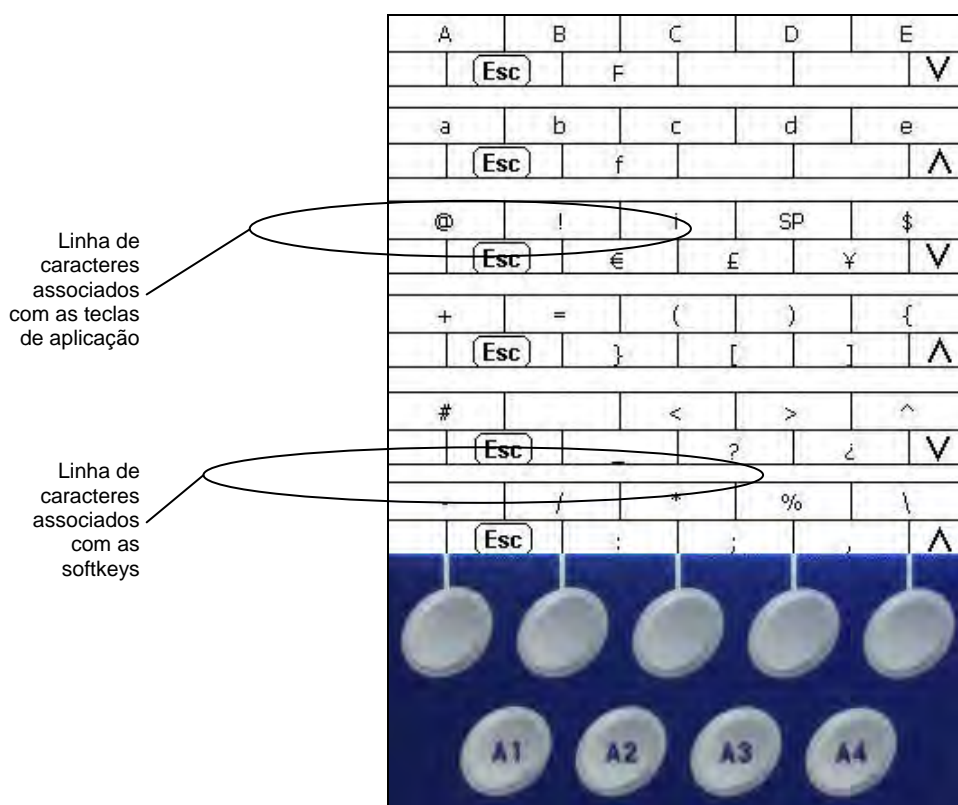 A B C D E
Esc F ∨
a b c d e
Esc f ∧
@ ! ¡ SP $
Esc € £ ¥ ∨
+ = ( ) {
Esc } [ ] ∧
# < > ^
Esc _ ? ¿ ∨
- / * % \
Esc : ; , ∧
Linha de
caracteres
associados
com as teclas
de aplicação
Linha de
caracteres
associados
com as
softkeys
A1 A2 A3 A4